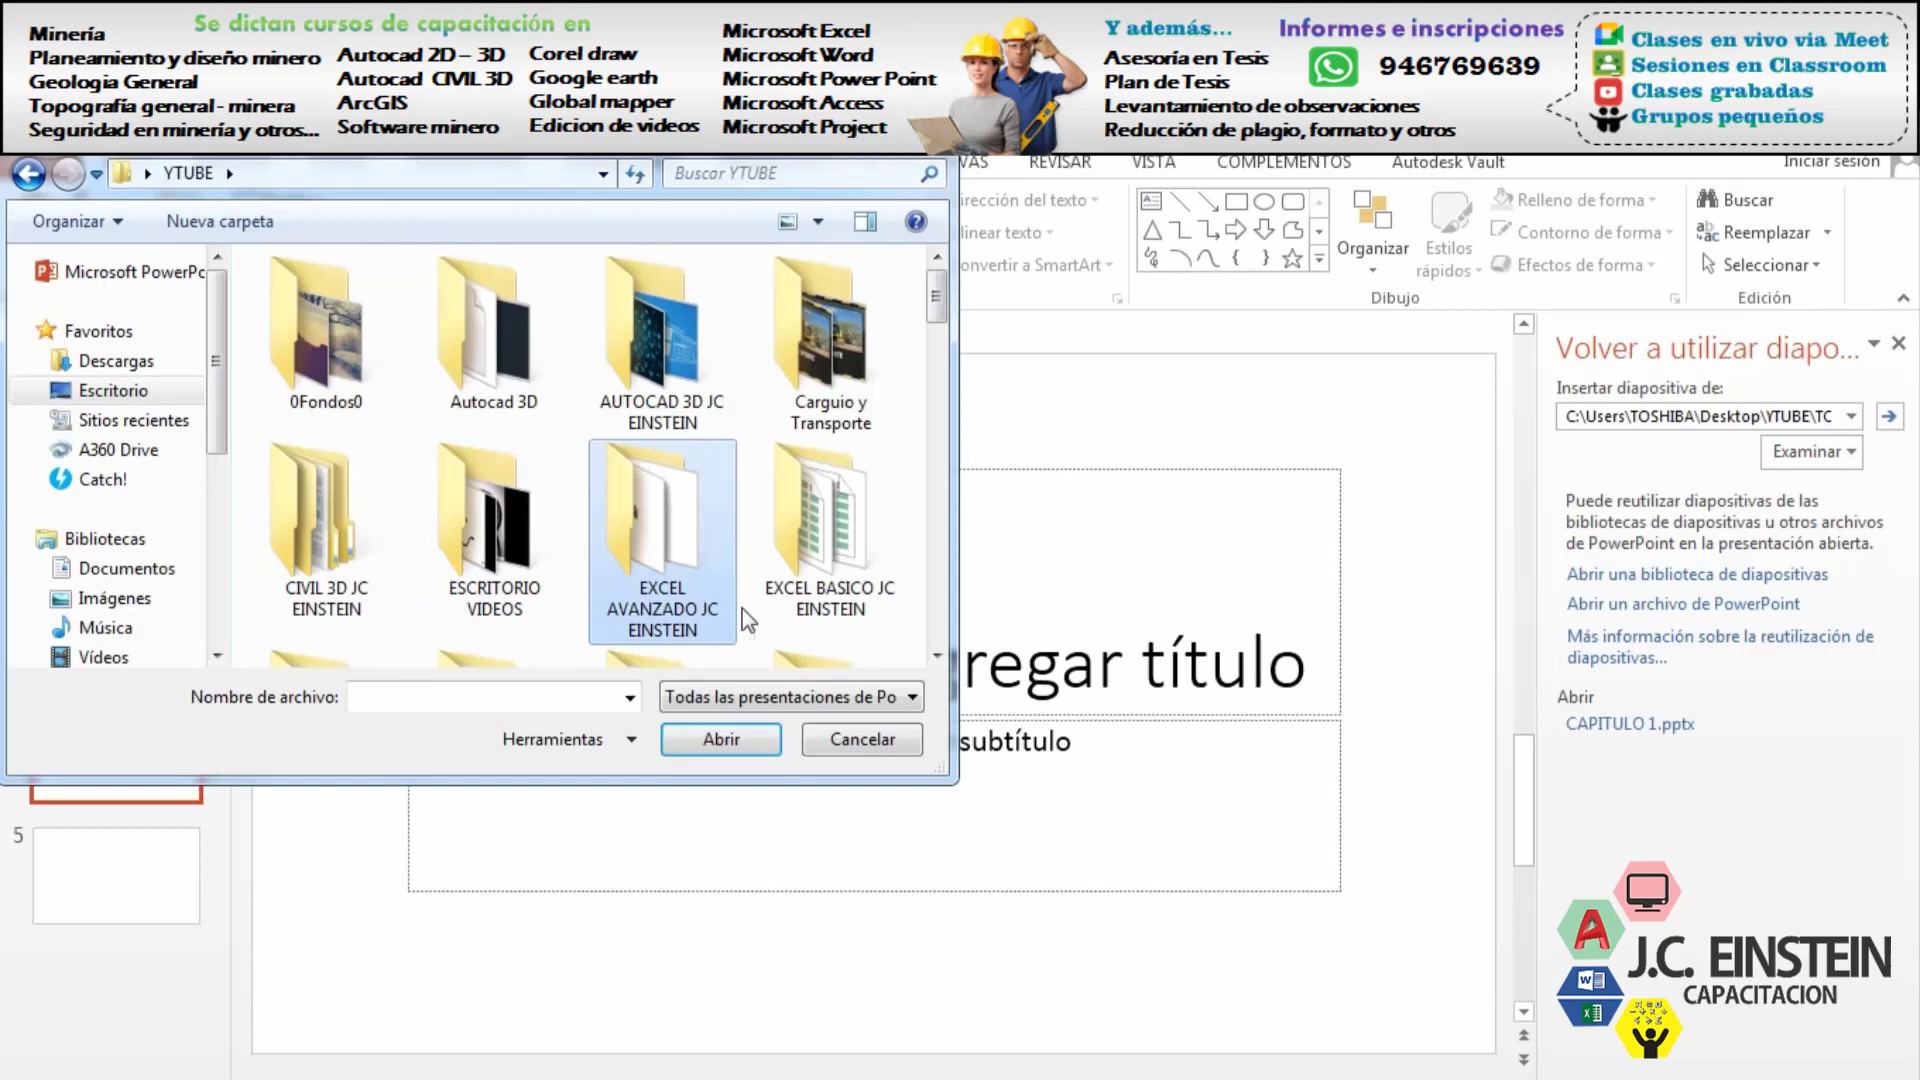 Se dictan cursos de capacitación en
Minería
Planeamiento y diseño minero
Geologia General
Topografía general - minera
Seguridad en minería y otros...
Autocad 2D – 3D
Autocad CIVIL 3D
ArcGIS
Software minero
Corel draw
Google earth
Global mapper
Edicion de videos
Microsoft Excel
Microsoft Word
Microsoft Power Point
Microsoft Access
Microsoft Project
Y además...
Asesoría en Tesis
Plan de Tesis
Levantamiento de observaciones
Reducción de plagio, formato y otros
Informes e inscripciones
946769639
Clases en vivo via Meet
Sesiones en Classroom
Clases grabadas
Grupos pequeños
YTUBE
Buscar YTUBE
REVISAR
VISTA
COMPLEMENTOS
Autodesk Vault
Iniciar sesión
Organizar
Nueva carpeta
Microsoft PowerPo
Favoritos
Descargas
Escritorio
Sitios recientes
A360 Drive
Catch!
Bibliotecas
Documentos
Imágenes
Música
Vídeos
0Fondos0
Autocad 3D
AUTOCAD 3D JC
EINSTEIN
Carguio y
Transporte
CIVIL 3D JC
EINSTEIN
ESCRITORIO
VIDEOS
EXCEL
AVANZADO JC
EINSTEIN
EXCEL BASICO JC
EINSTEIN
Nombre de archivo:
Todas las presentaciones de Po
Herramientas
Abrir
Cancelar
irección del texto
linear texto
onvertir a SmartArt
Organizar
Estilos
rápidos
Relleno de forma
Contorno de forma
Efectos de forma
Dibujo
Buscar
Reemplazar
Seleccionar
Edición
regar título
subtítulo
5
Volver a utilizar diapo...
Insertar diapositiva de:
C:\Users\TOSHIBA\Desktop\YTUBE\TC
Examinar
Puede reutilizar diapositivas de las
bibliotecas de diapositivas u otros archivos
de PowerPoint en la presentación abierta.
Abrir una biblioteca de diapositivas
Abrir un archivo de PowerPoint
Más información sobre la reutilización de
diapositivas...
Abrir
CAPITULO 1.pptx
J.C. EINSTEIN
CAPACITACION